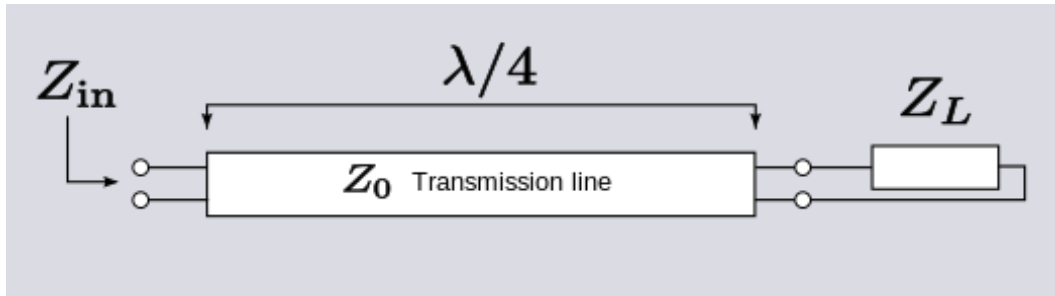 λ/4
Z_in
Z_L
Z_0 Transmission line